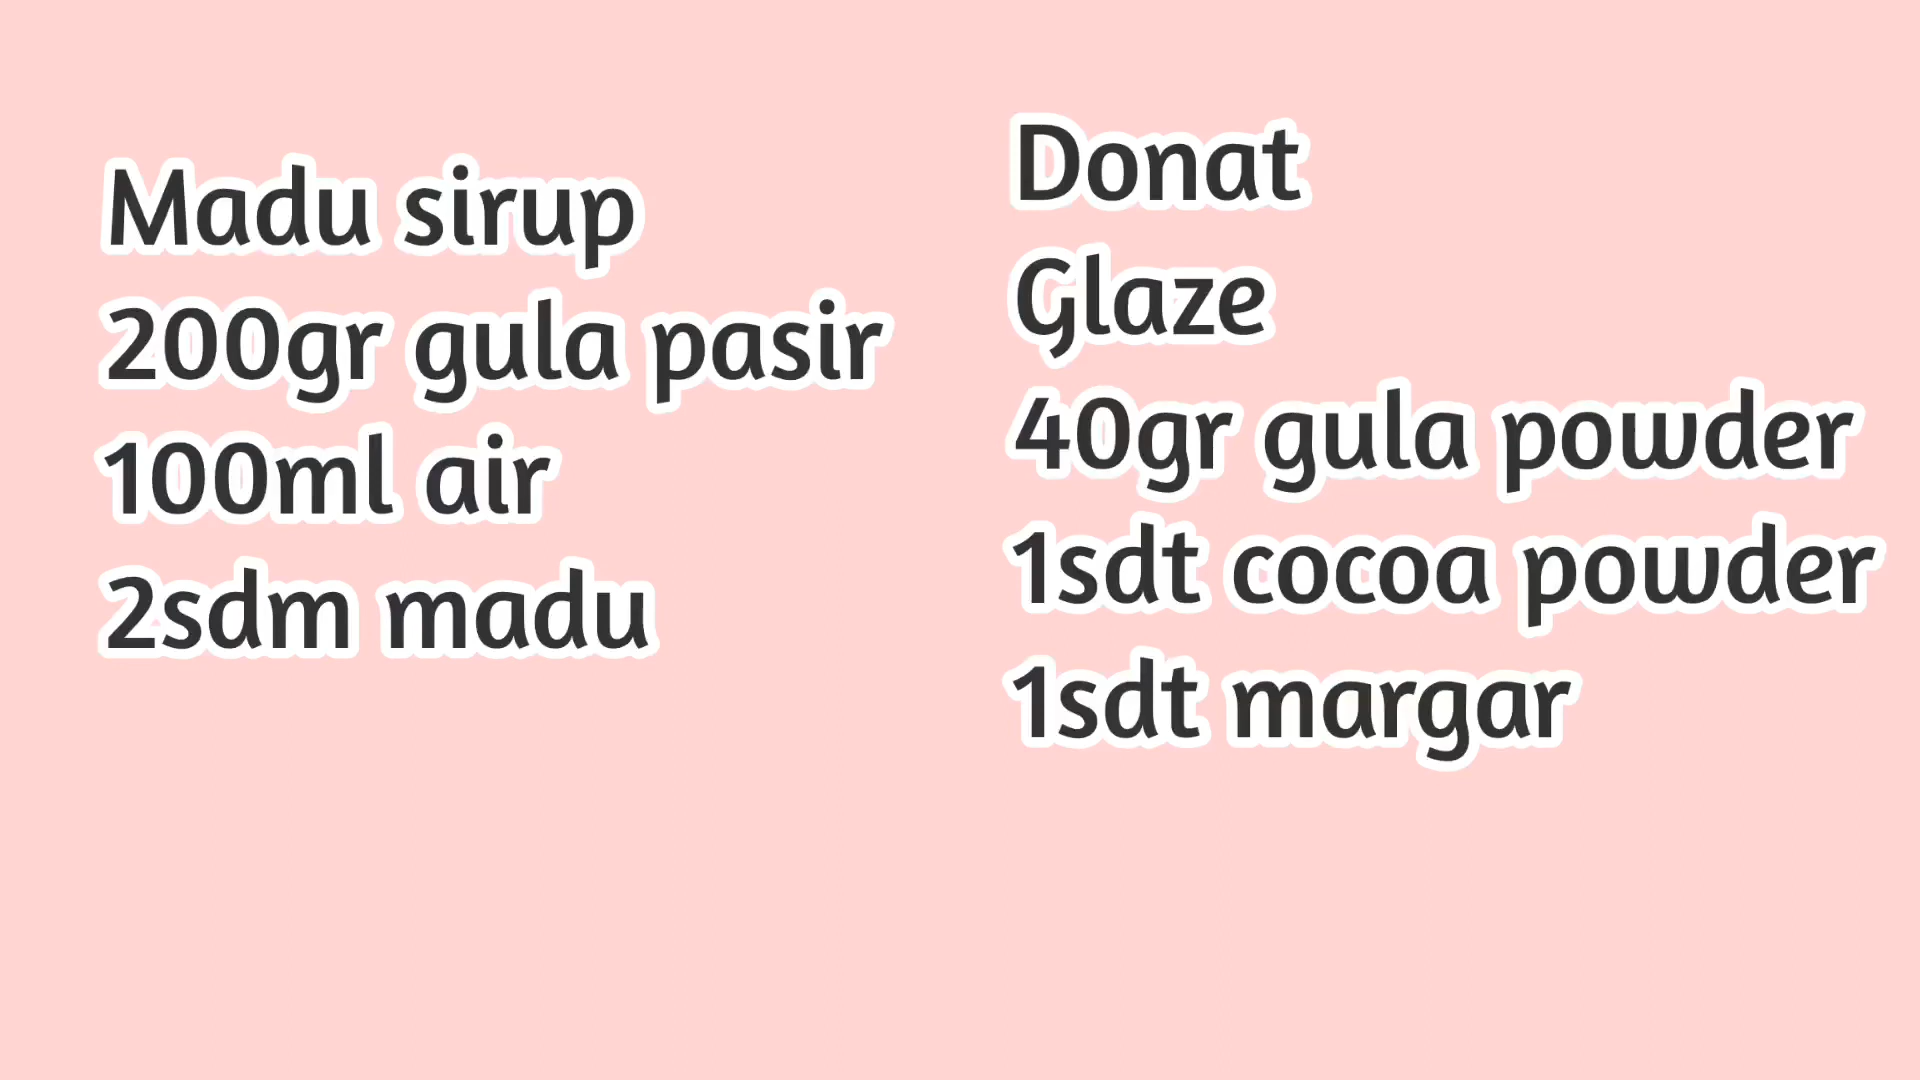 Madu sirup
200gr gula pasir
100ml air
2sdm madu
Donat
Glaze
40gr gula powder
1sdt cocoa powder
1sdt margar